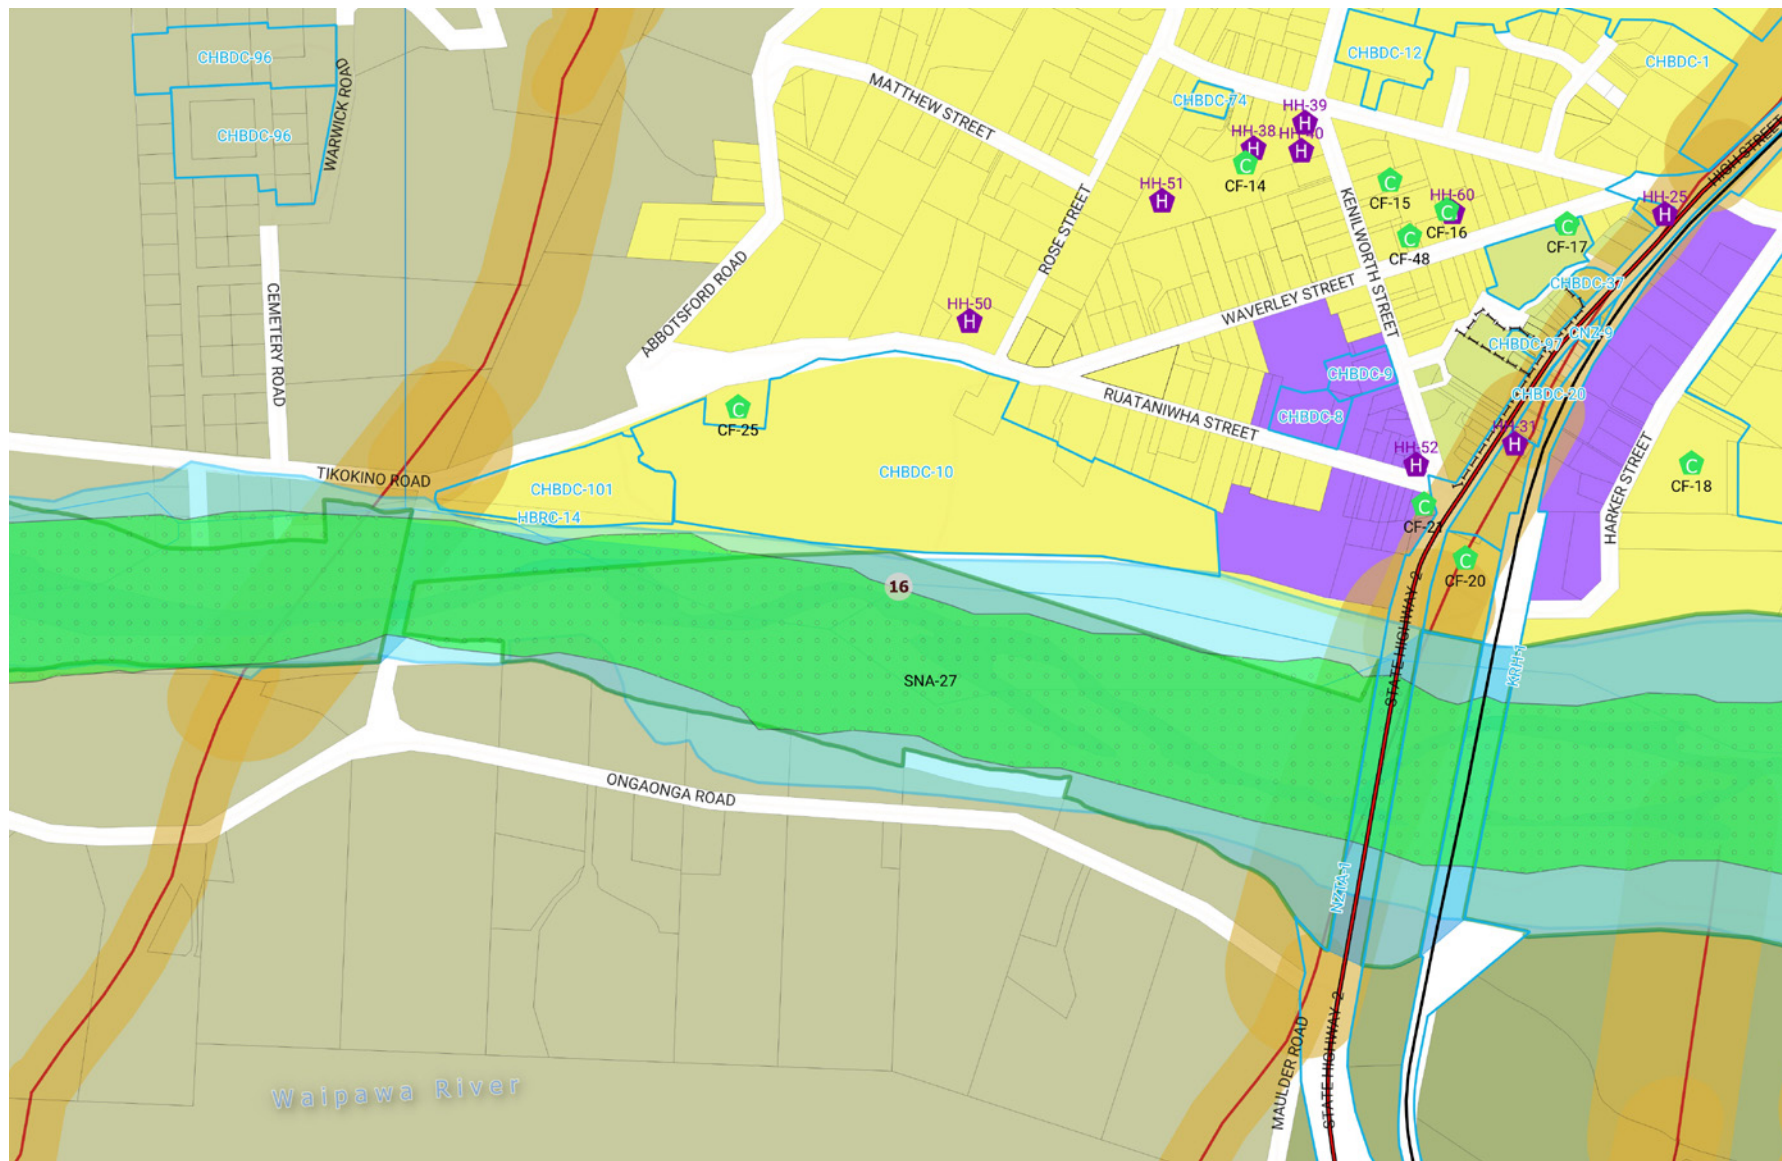 CHBDC-96
CHBDC-96
WARWICK ROAD
CEMETERY ROAD
TIKOKINO ROAD
MATTHEW STREET
ABBOTSFORD ROAD
ROSE STREET
CHBDC-74
CHBDC-12
CHBDC-1
HH-39
HH-38
HH-40
CF-14
HH-51
HH-50
KENILWORTH STREET
CF-15
HH-60
CF-16
CF-48
CF-17
HH-25
HIGH STREET
WAVERLEY STREET
CHBDC-37
CNZ-9
CHBDC-97
CHBDC-9
CHBDC-8
CHBDC-20
RUATANIWHA STREET
HH-31
HH-52
CF-25
CHBDC-10
CHBDC-101
HBRC-14
CF-21
CF-18
HARKER STREET
CF-20
16
SNA-27
STATE HIGHWAY 2
KRH-1
ONGAONGA ROAD
NZTA-1
MAULDER ROAD
STATE HIGHWAY 2
Waipawa River
H
H
H
H
H
H
H
H
C
C
C
C
C
C
C
C
C